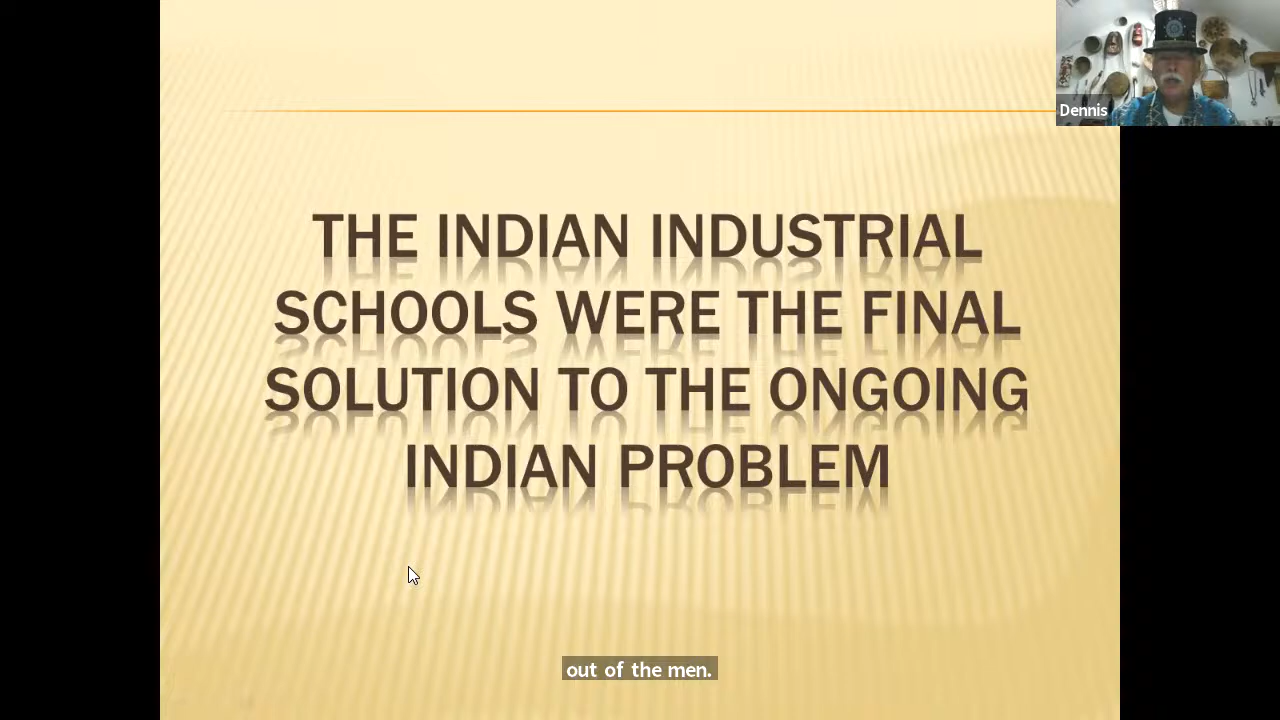 Dennis
THE INDIAN INDUSTRIAL
SCHOOLS WERE THE FINAL
SOLUTION TO THE ONGOING
INDIAN PROBLEM
out of the men.